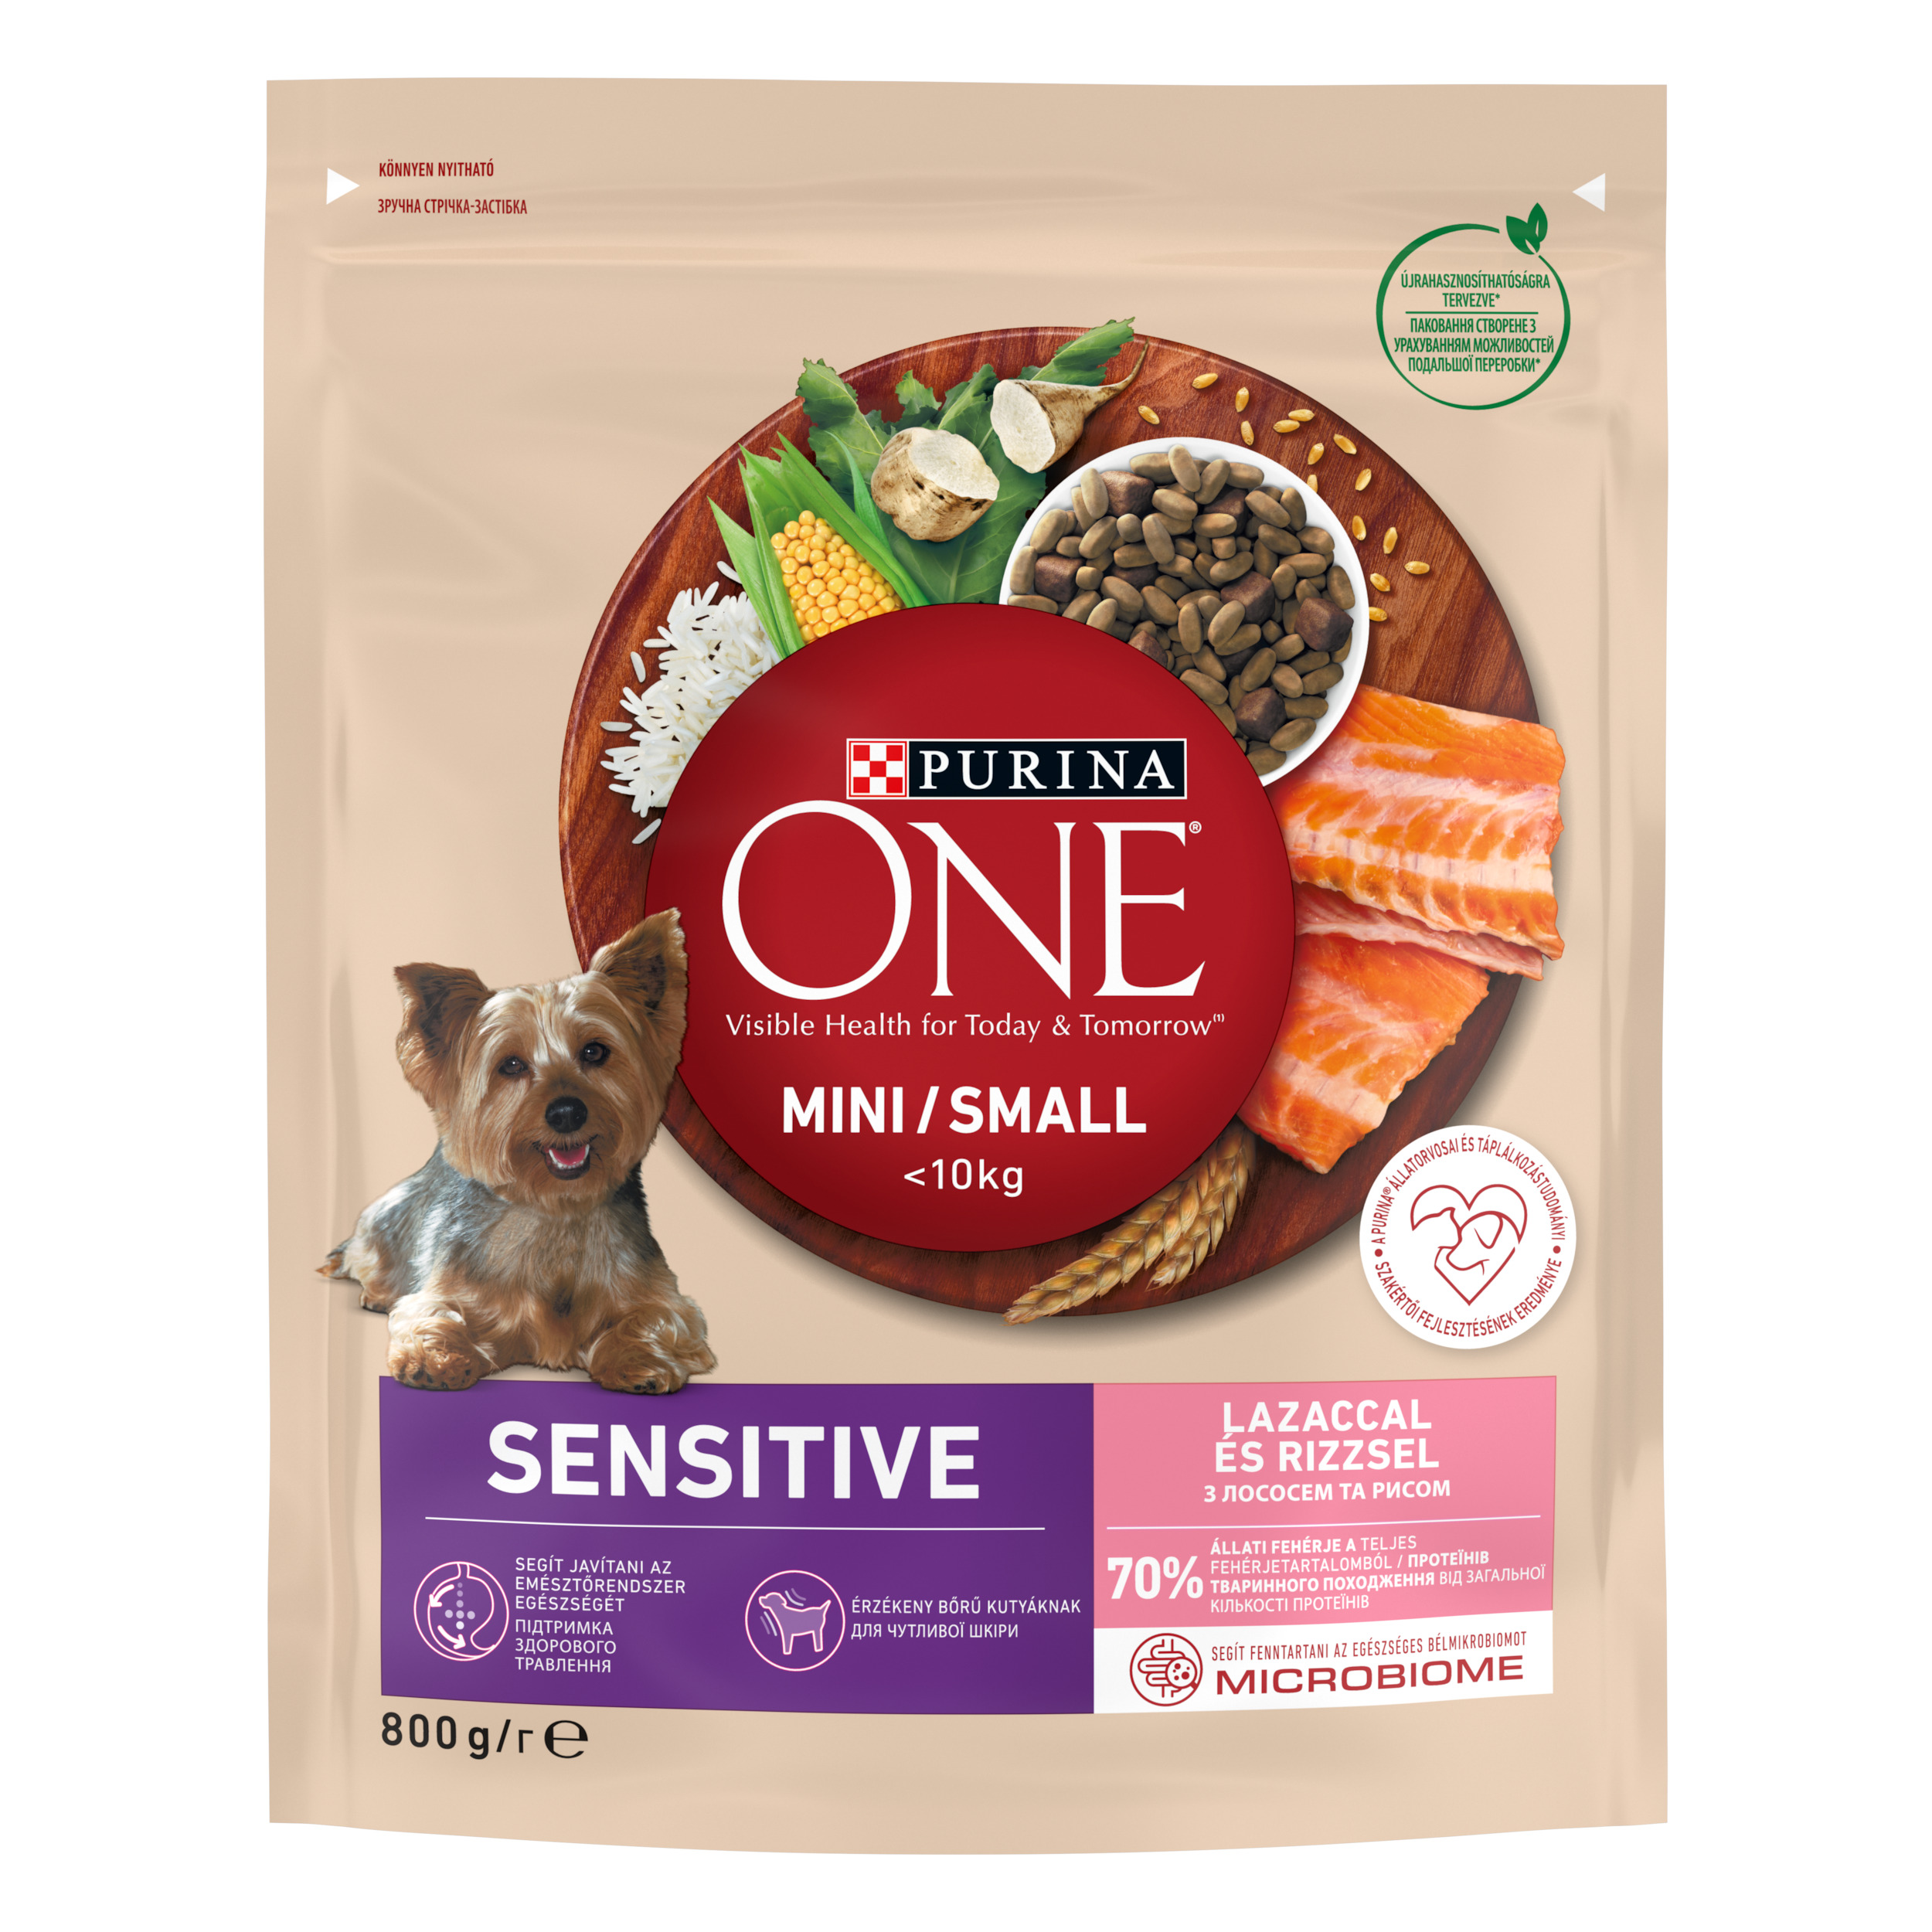 KÖNNYEN NYITHATÓ
ЗРУЧНА СТРІЧКА-ЗАСТІБКА
ÚJRAHASZNOSÍTHATÓSÁGRA
TERVEZVE*
ПАКОВАННЯ СТВОРЕНЕ З
УРАХУВАННЯМ МОЖЛИВОСТЕЙ
ПОДАЛЬШОЇ ПЕРЕРОБКИ*
PURINA
ONE®
Visible Health for Today & Tomorrow(1)
MINI / SMALL
<10kg
• A PURINA® ÁLLATORVOSAI ÉS TÁPLÁLKOZÁSTUDOMÁNYI •
SZAKÉRTŐI FEJLESZTÉSÉNEK EREDMÉNYE
SENSITIVE
SEGÍT JAVÍTANI AZ
EMÉSZTŐRENDSZER
EGÉSZSÉGÉT
ПІДТРИМКА
ЗДОРОВОГО
ТРАВЛЕННЯ
ÉRZÉKENY BŐRŰ KUTYÁKNAK
ДЛЯ ЧУТЛИВОЇ ШКІРИ
LAZACCAL
ÉS RIZZSEL
З ЛОСОСЕМ ТА РИСОМ
70%
ÁLLATI FEHÉRJE A TELJES
FEHÉRJETARTALOMBÓL / ПРОТЕЇНІВ
ТВАРИННОГО ПОХОДЖЕННЯ ВІД ЗАГАЛЬНОЇ
КІЛЬКОСТІ ПРОТЕЇНІВ
SEGÍT FENNTARTANI AZ EGÉSZSÉGES BÉLMIKROBIOMOT
MICROBIOME
800 g/г ℮